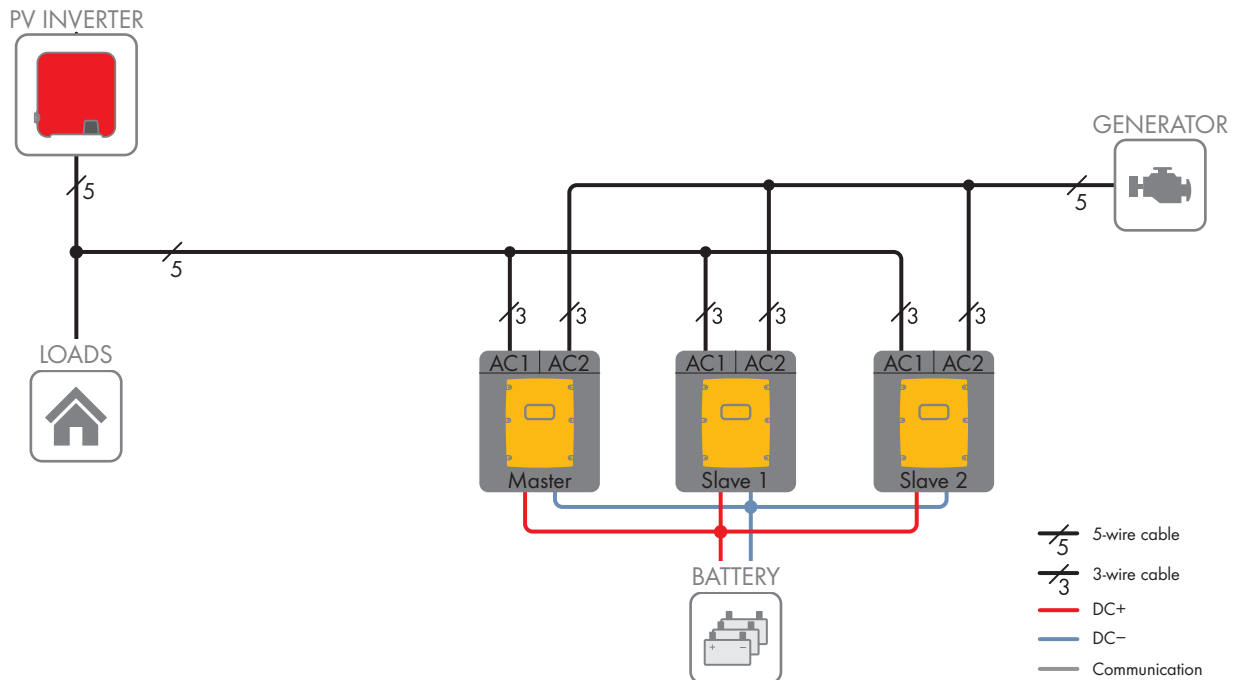 PV INVERTER
GENERATOR
5
5
5
3
3
3
3
3
3
LOADS
AC1 AC2
AC1 AC2
AC1 AC2
Master
Slave 1
Slave 2
BATTERY
+ −
5 5-wire cable
3 3-wire cable
DC+
DC−
Communication